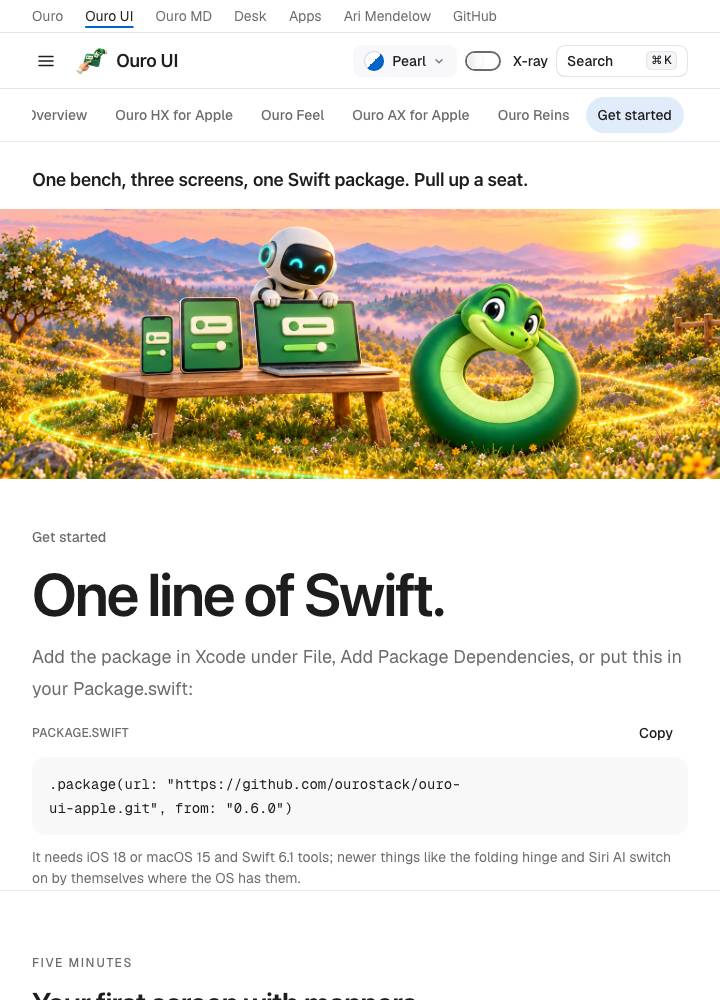 Ouro Ouro UI Ouro MD Desk Apps Ari Mendelow GitHub
Ouro UI Pearl X-ray Search ⌘ K
Overview Ouro HX for Apple Ouro Feel Ouro AX for Apple Ouro Reins Get started
One bench, three screens, one Swift package. Pull up a seat.
Get started
One line of Swift.
Add the package in Xcode under File, Add Package Dependencies, or put this in
your Package.swift:
PACKAGE.SWIFT Copy
.package(url: "https://github.com/ourostack/ouro-
ui-apple.git", from: "0.6.0")
It needs iOS 18 or macOS 15 and Swift 6.1 tools; newer things like the folding hinge and Siri AI switch
on by themselves where the OS has them.
FIVE MINUTES
Your first screen with manners